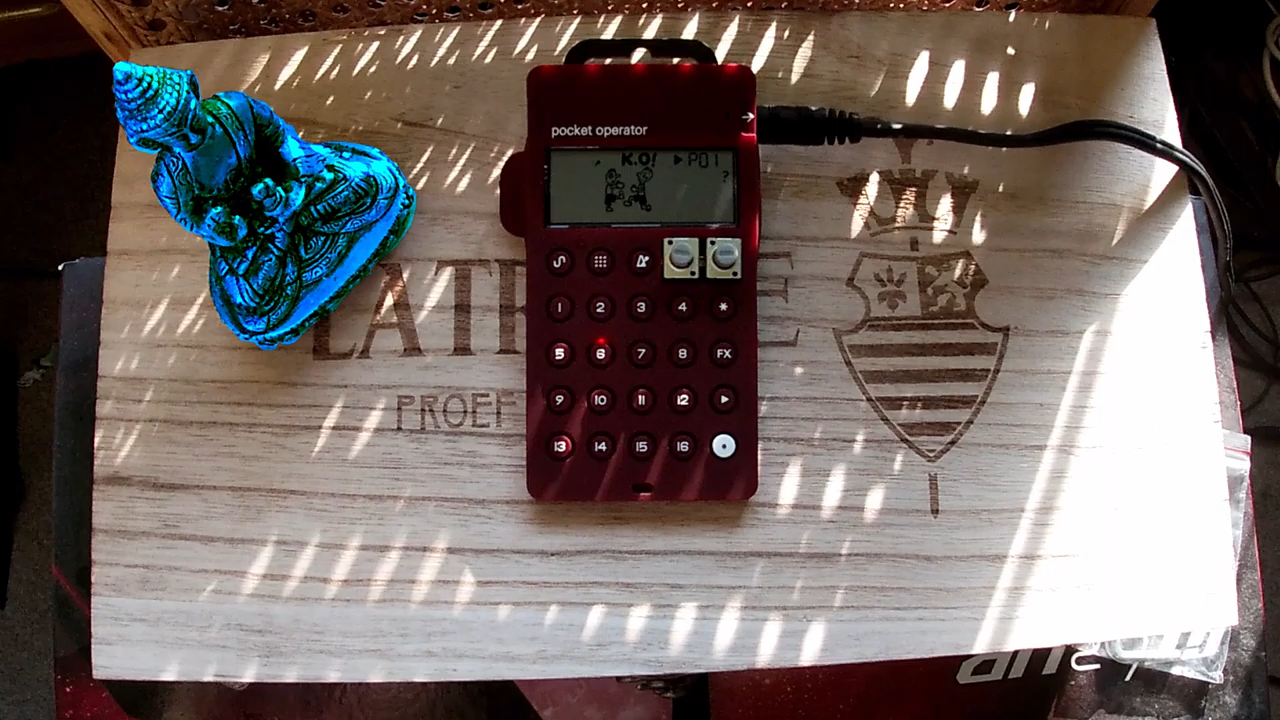 pocket operator
K.O! P01
?
1 2 3 4 *
5 6 7 8 FX
9 10 11 12
13 14 15 16
PROEF